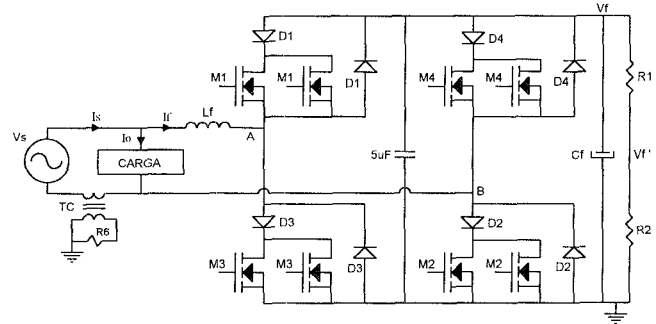 Vf
D1
D4
M1
M1
D1
M4
M4
D4
R1
Vs
Is
If
Lf
A
Io
CARGA
5uF
Cf
Vf '
B
TC
R6
D3
D2
R2
M3
M3
D3
M2
M2
D2